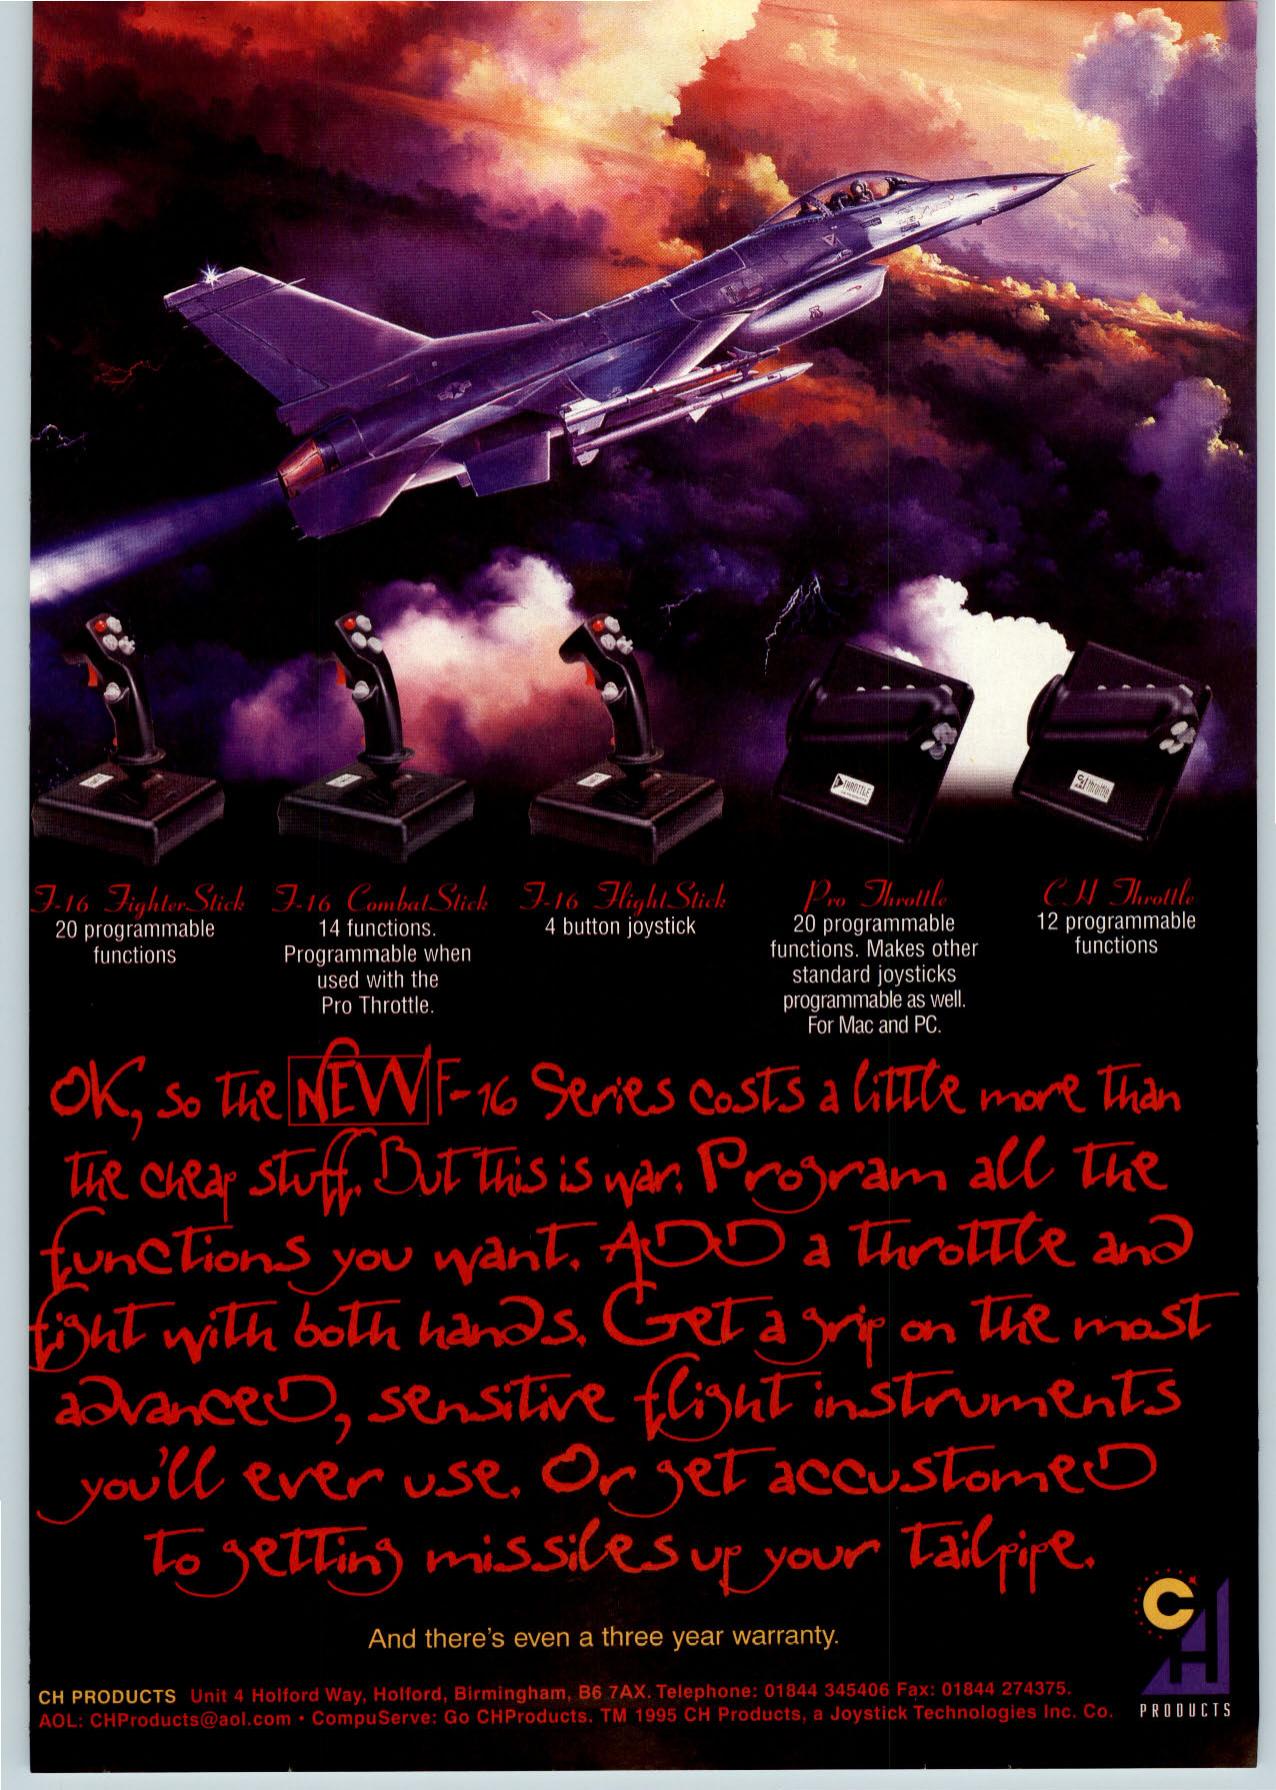 F-16 FighterStick
20 programmable
functions
F-16 CombatStick
14 functions.
Programmable when
used with the
Pro Throttle.
F-16 FlightStick
4 button joystick
Pro Throttle
20 programmable
functions. Makes other
standard joysticks
programmable as well.
For Mac and PC.
CH Throttle
12 programmable
functions
OK, so the NEW F-16 Series costs a little more than
the cheap stuff. But this is war. Program all the
functions you want. ADD a throttle and
fight with both hands. Get a grip on the most
advanced, sensitive flight instruments
you'll ever use. Or get accustomed
to getting missiles up your tailpipe.
And there's even a three year warranty.
CH PRODUCTS Unit 4 Holford Way, Holford, Birmingham, B6 7AX. Telephone: 01844 345406 Fax: 01844 274375.
AOL: CHProducts@aol.com • CompuServe: Go CHProducts. TM 1995 CH Products, a Joystick Technologies Inc. Co.
CH
PRODUCTS